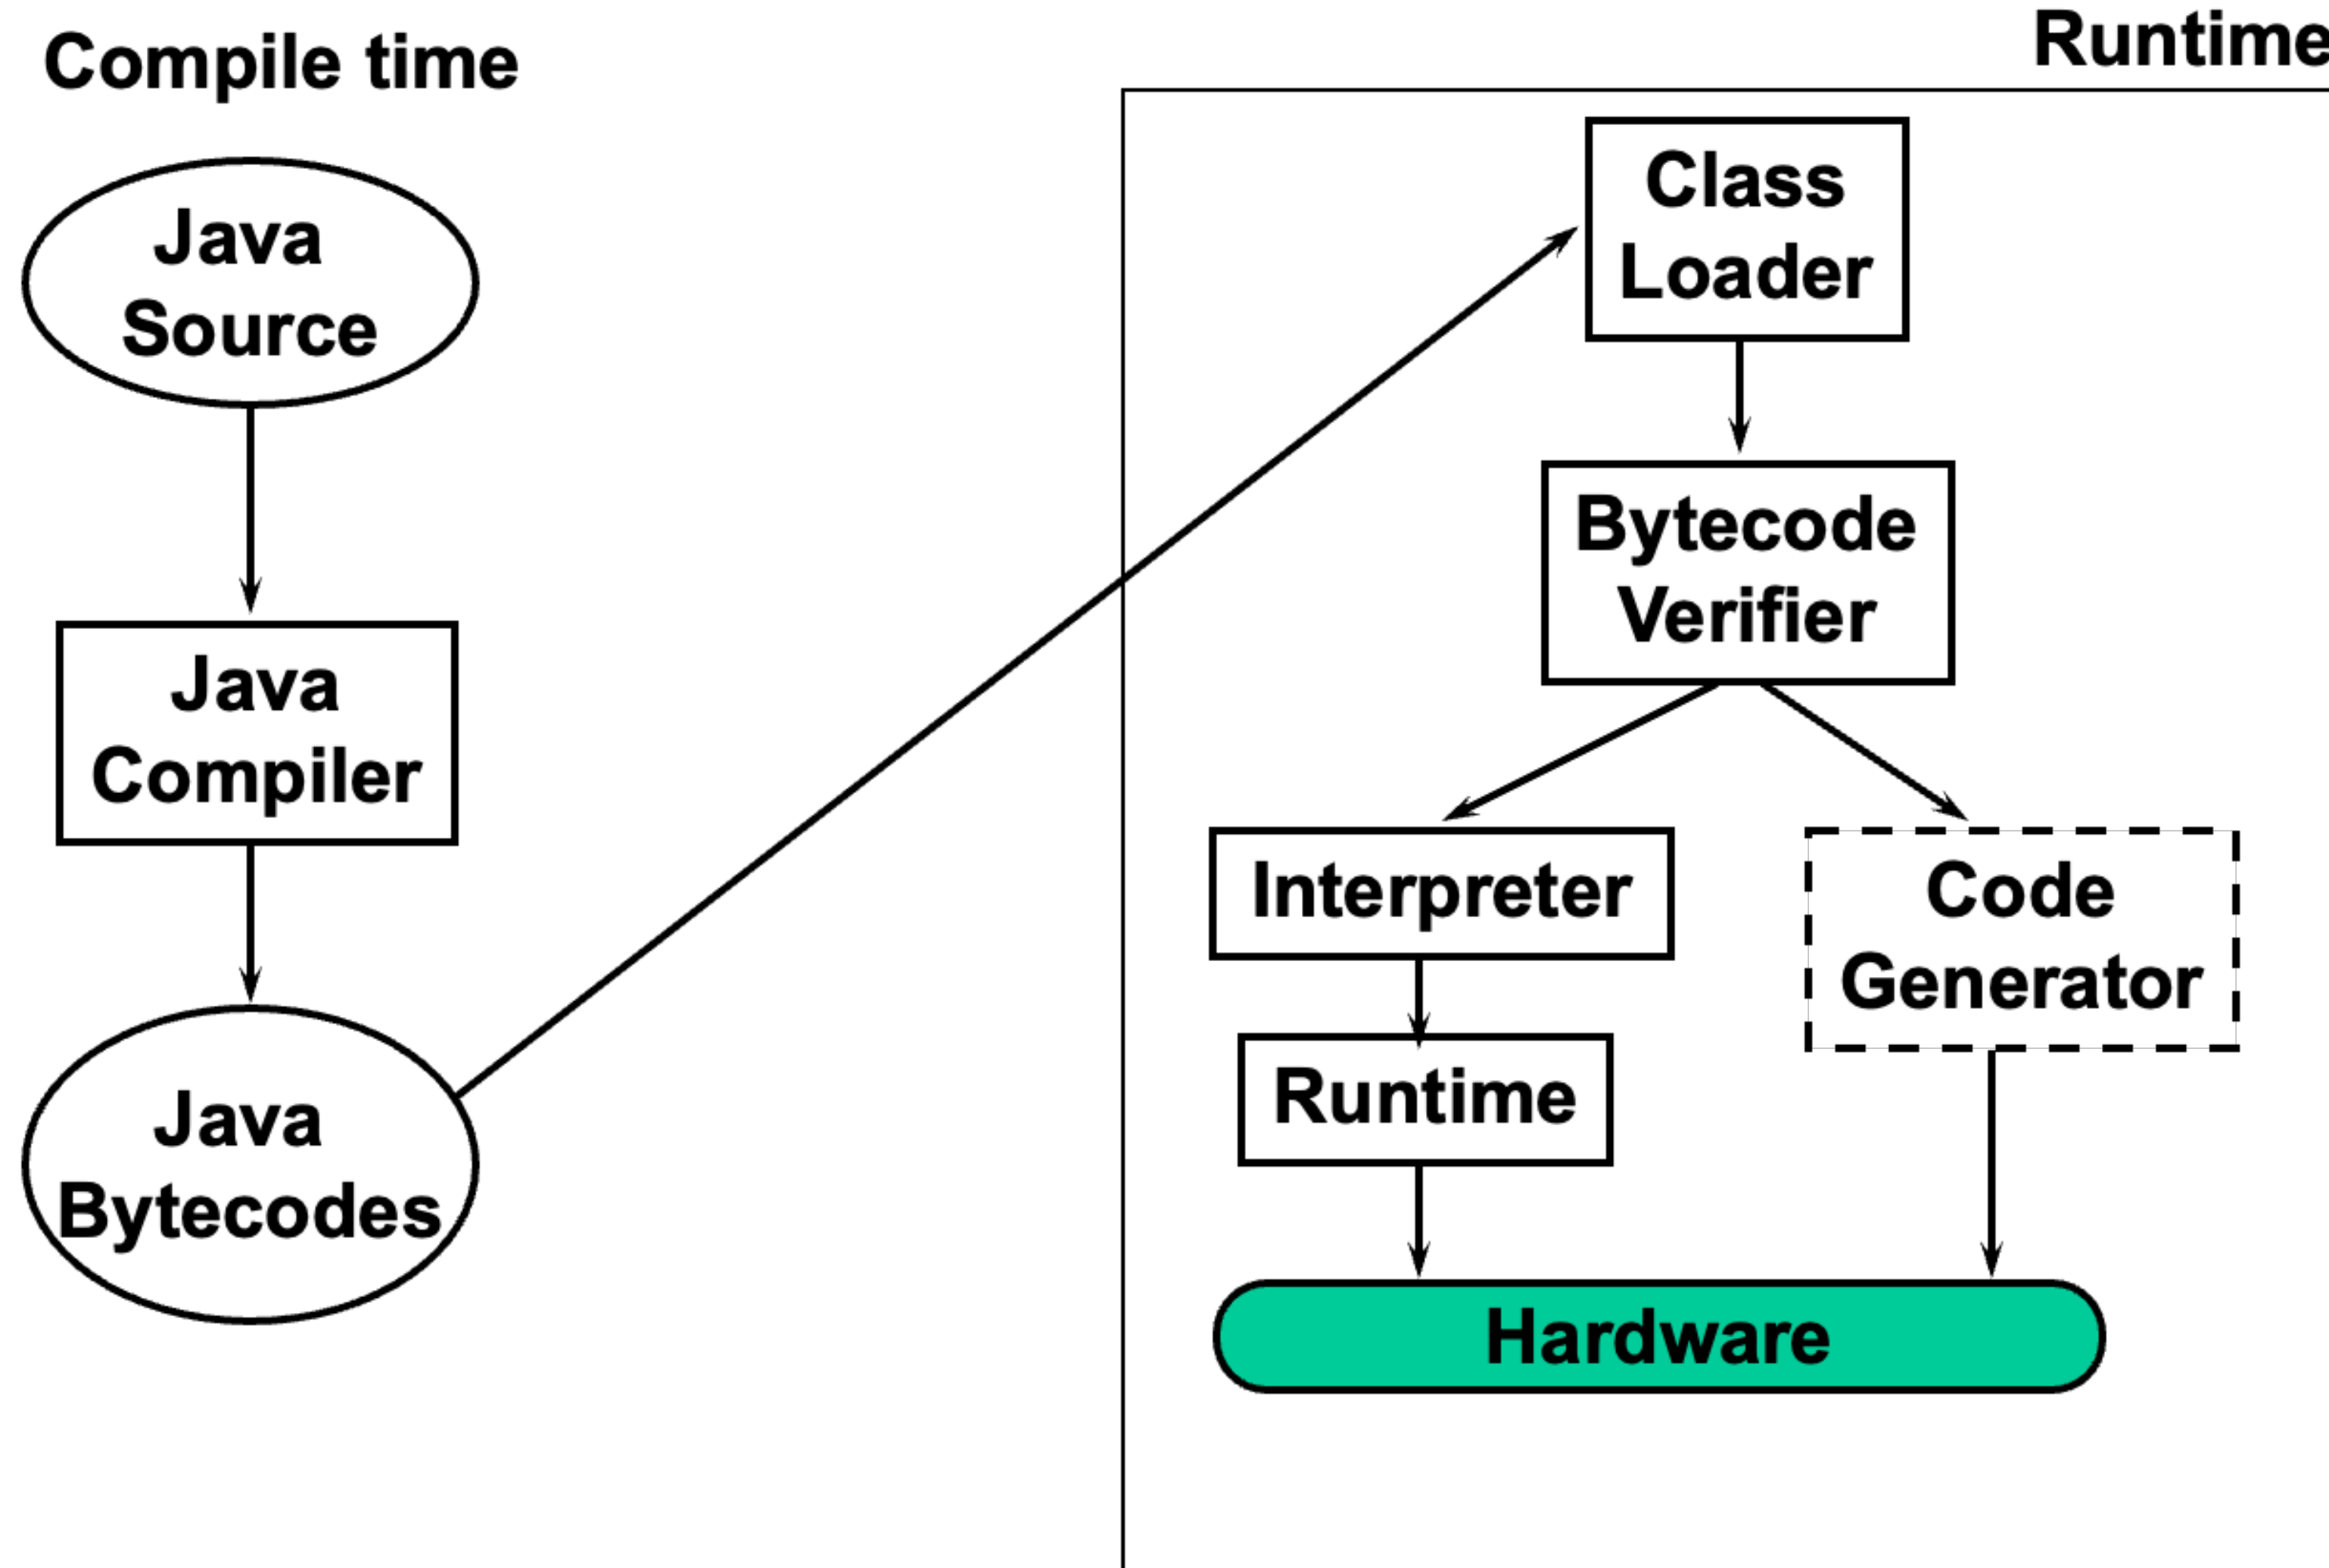 Compile time
Java
Source
Java
Compiler
Java
Bytecodes
Runtime
Class
Loader
Bytecode
Verifier
Interpreter
Code
Generator
Runtime
Hardware